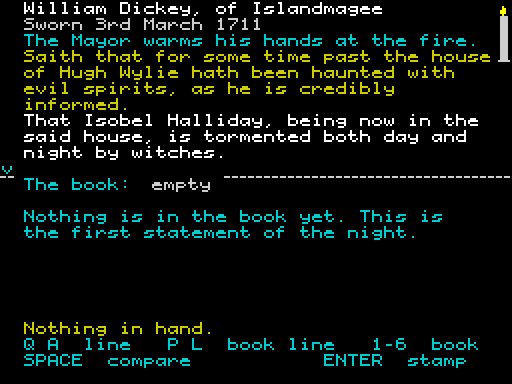 William Dickey, of Islandmagee
Sworn 3rd March 1711
The Mayor warms his hands at the fire.
Saith that for some time past the house
of Hugh Wylie hath been haunted with
evil spirits, as he is credibly
informed.
That Isobel Halliday, being now in the
said house, is tormented both day and
night by witches.
v
The book: empty
Nothing is in the book yet. This is
the first statement of the night.
Nothing in hand.
Q A line P L book line 1-6 book
SPACE compare ENTER stamp